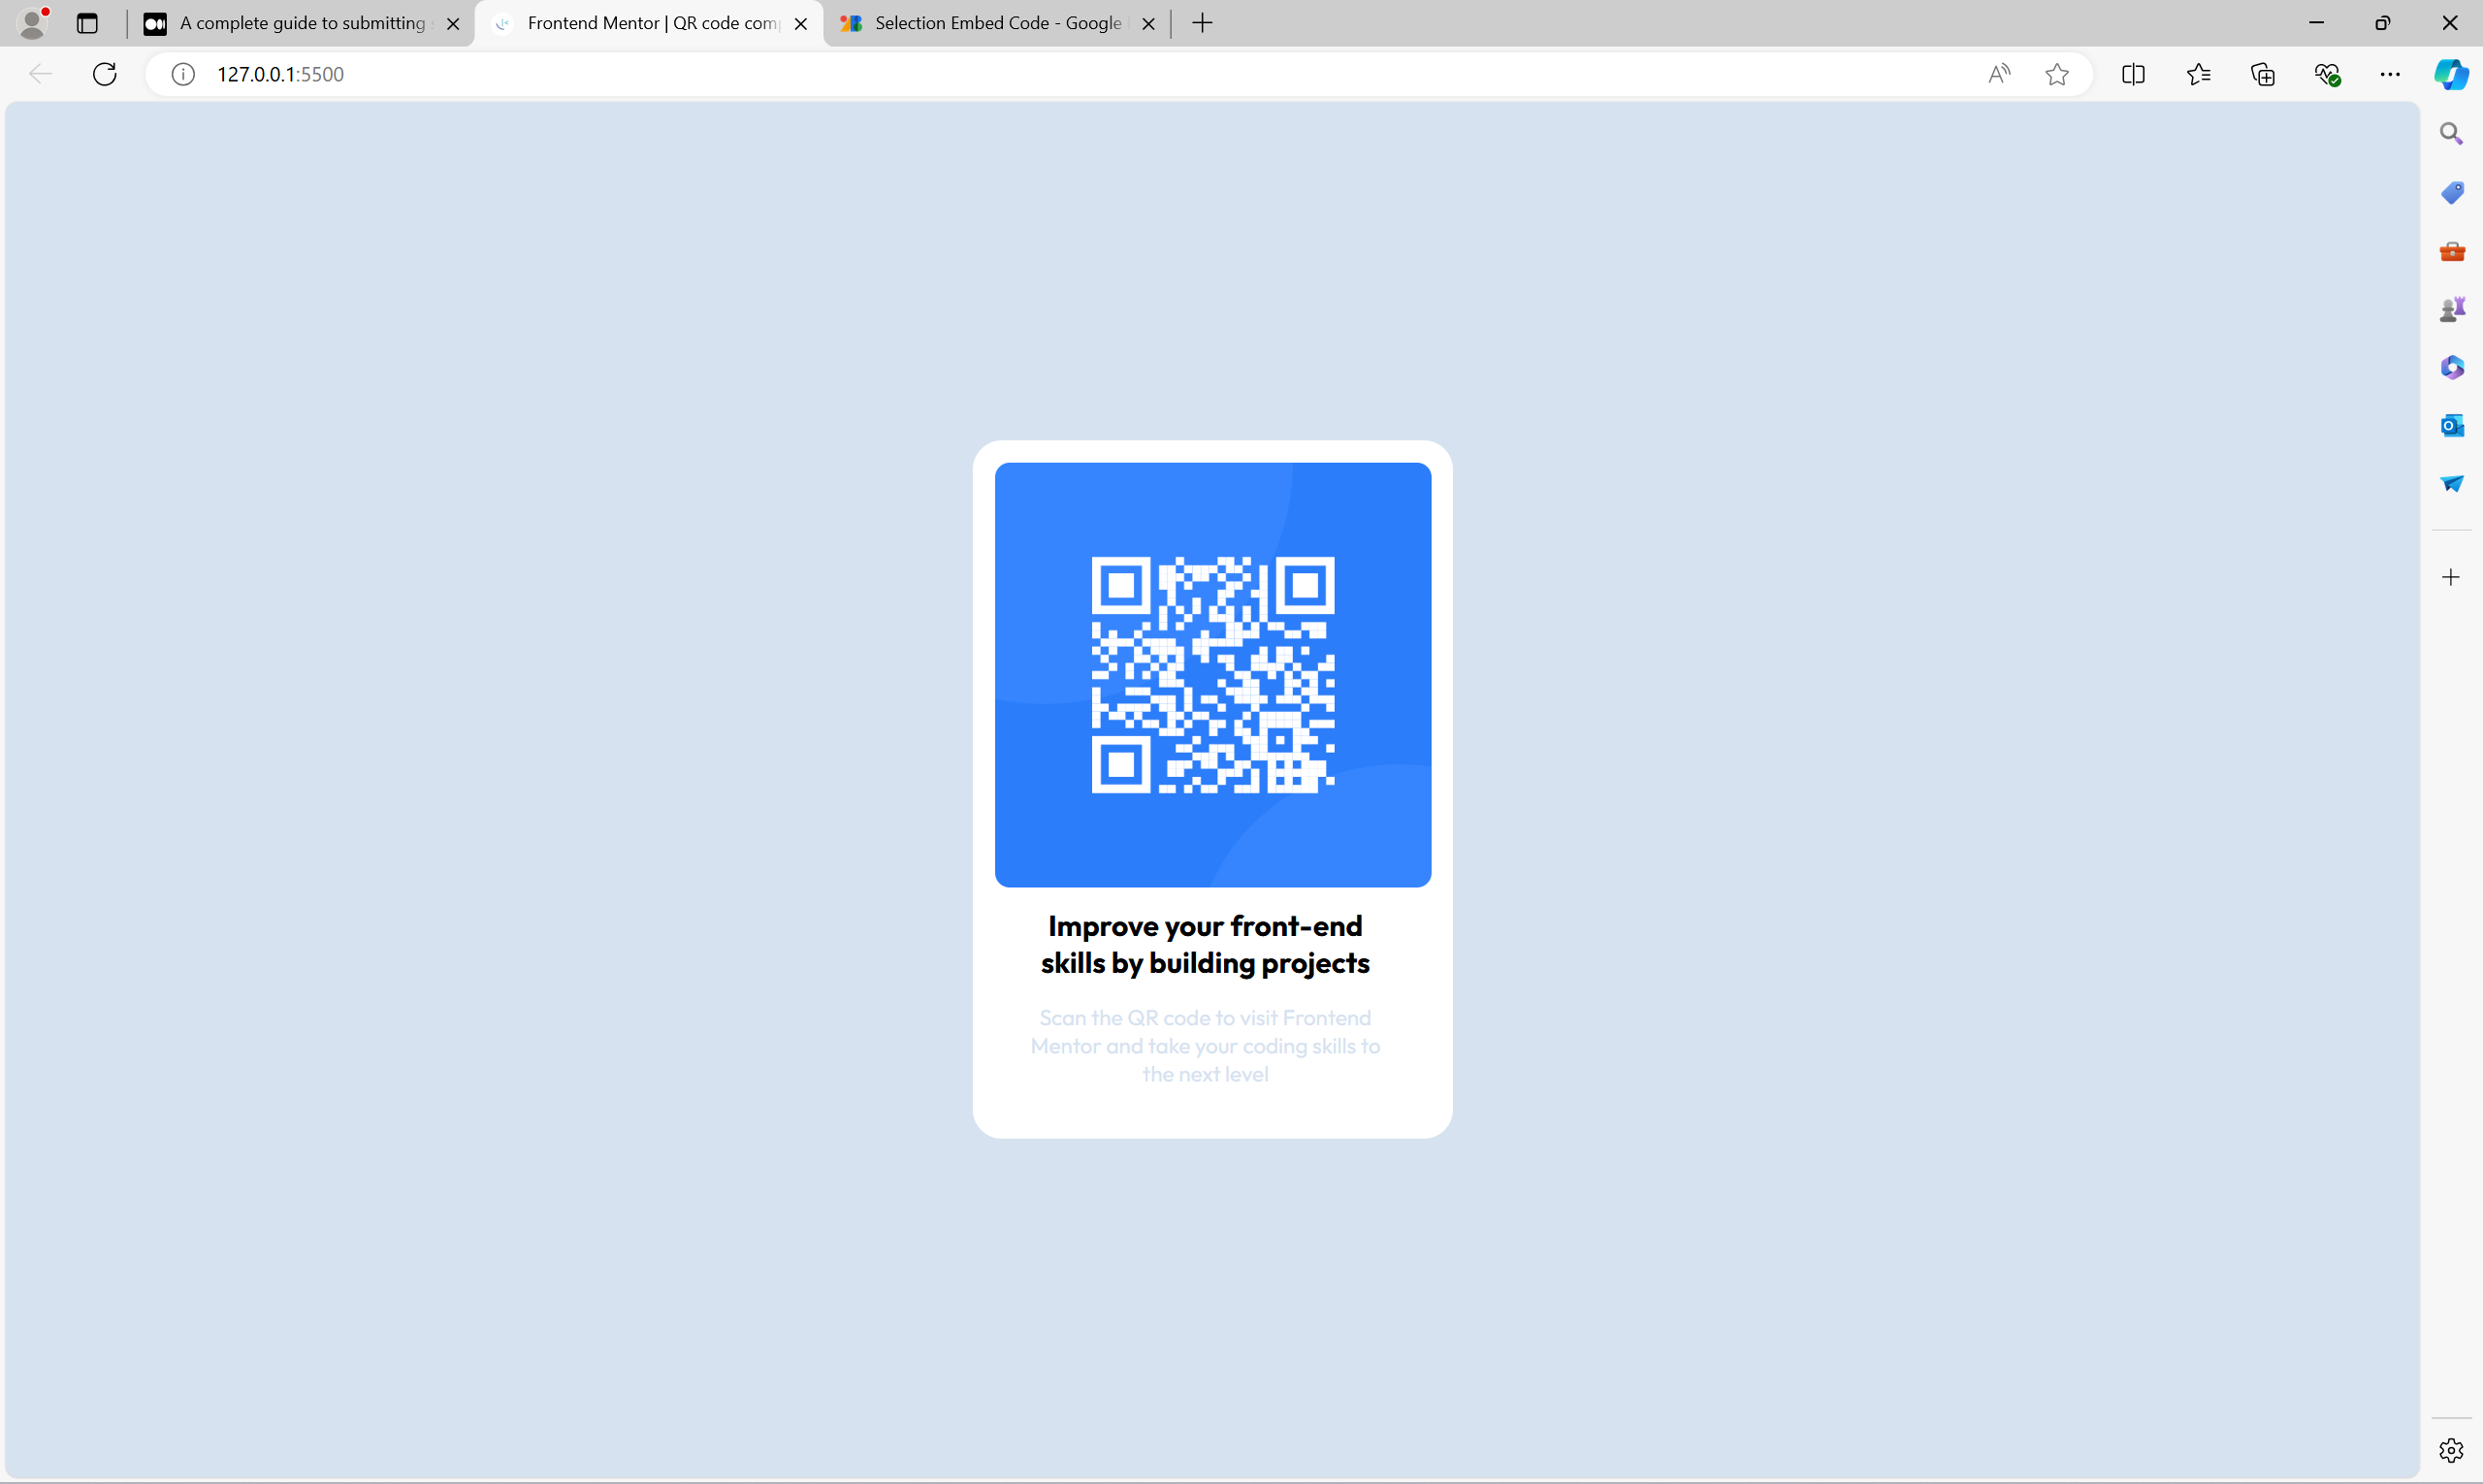 A complete guide to submitting
Frontend Mentor | QR code com
Selection Embed Code - Google
127.0.0.1:5500
Improve your front-end
skills by building projects
Scan the QR code to visit Frontend
Mentor and take your coding skills to
the next level